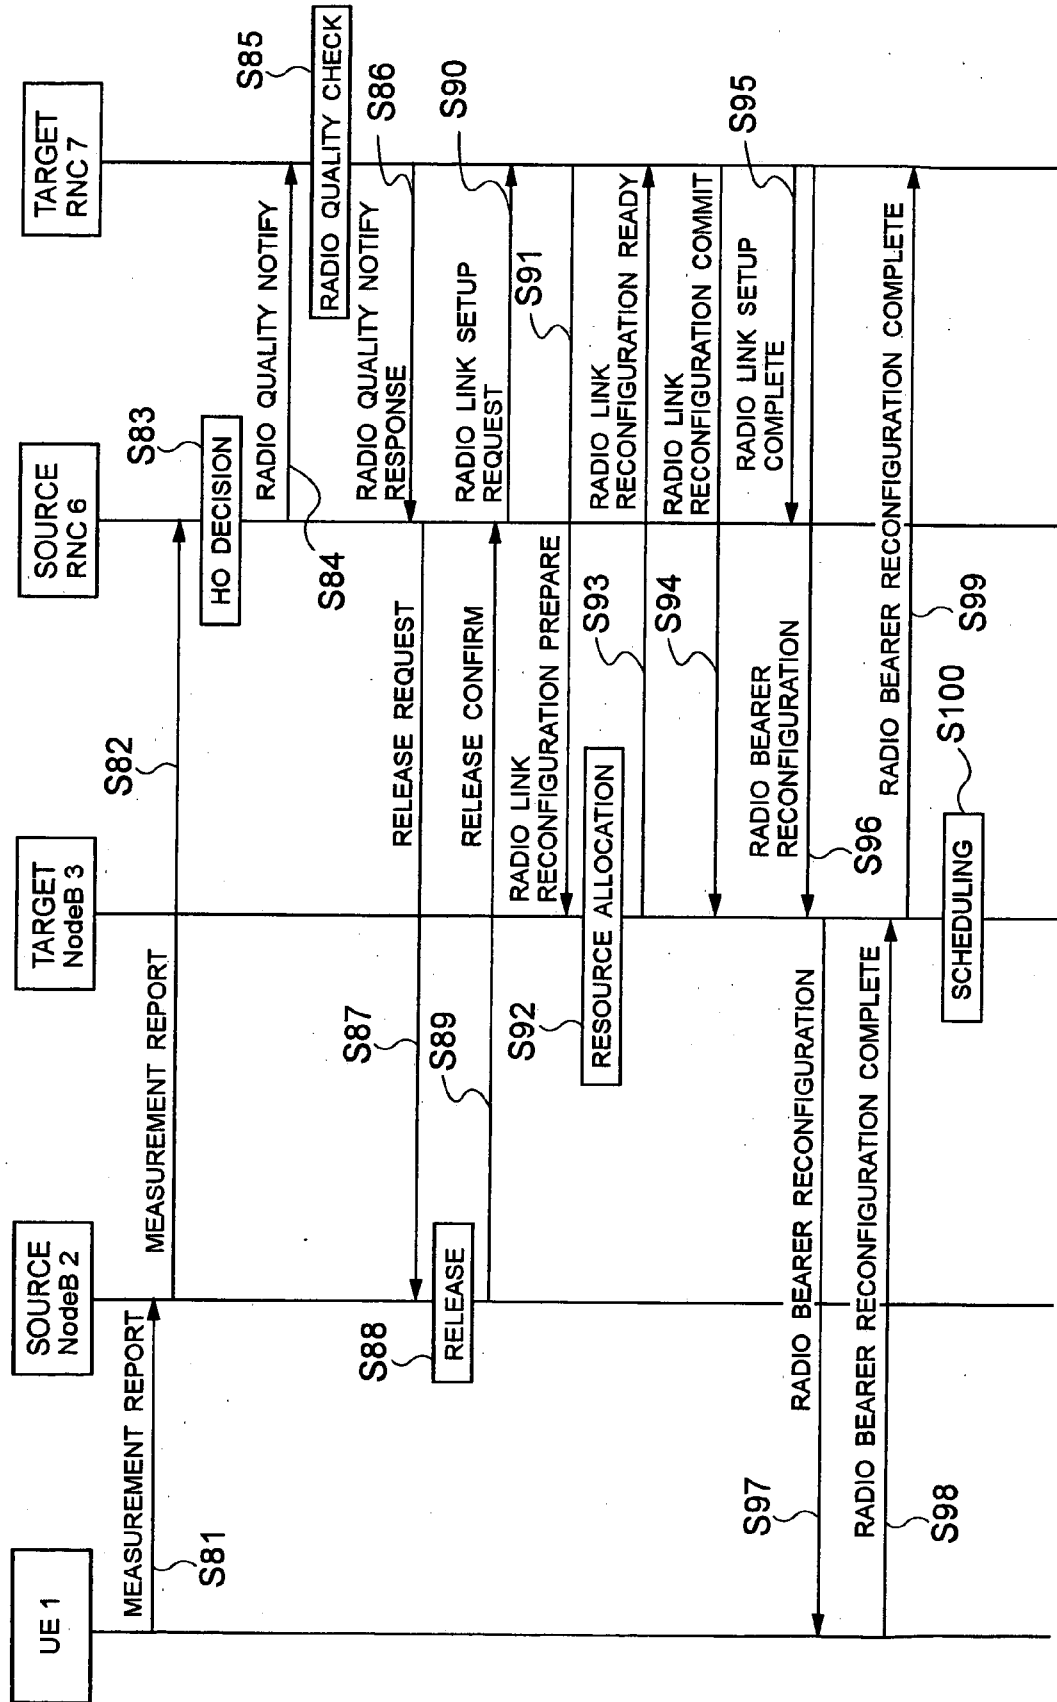 UE 1
SOURCE
NodeB 2
TARGET
NodeB 3
SOURCE
RNC 6
TARGET
RNC 7
MEASUREMENT REPORT
S81
MEASUREMENT REPORT
S82
HO DECISION
S83
RADIO QUALITY NOTIFY
S84
RADIO QUALITY CHECK
S85
RADIO QUALITY NOTIFY
RESPONSE
S86
RELEASE REQUEST
S87
RELEASE
S88
RELEASE CONFIRM
S89
RADIO LINK SETUP
REQUEST
S90
RADIO LINK
RECONFIGURATION PREPARE
S91
RESOURCE ALLOCATION
S92
RADIO LINK
RECONFIGURATION READY
S93
RADIO LINK
RECONFIGURATION COMMIT
S94
RADIO LINK SETUP
COMPLETE
S95
RADIO BEARER
RECONFIGURATION
S96
RADIO BEARER RECONFIGURATION
S97
RADIO BEARER RECONFIGURATION COMPLETE
S98
RADIO BEARER RECONFIGURATION COMPLETE
S99
SCHEDULING
S100